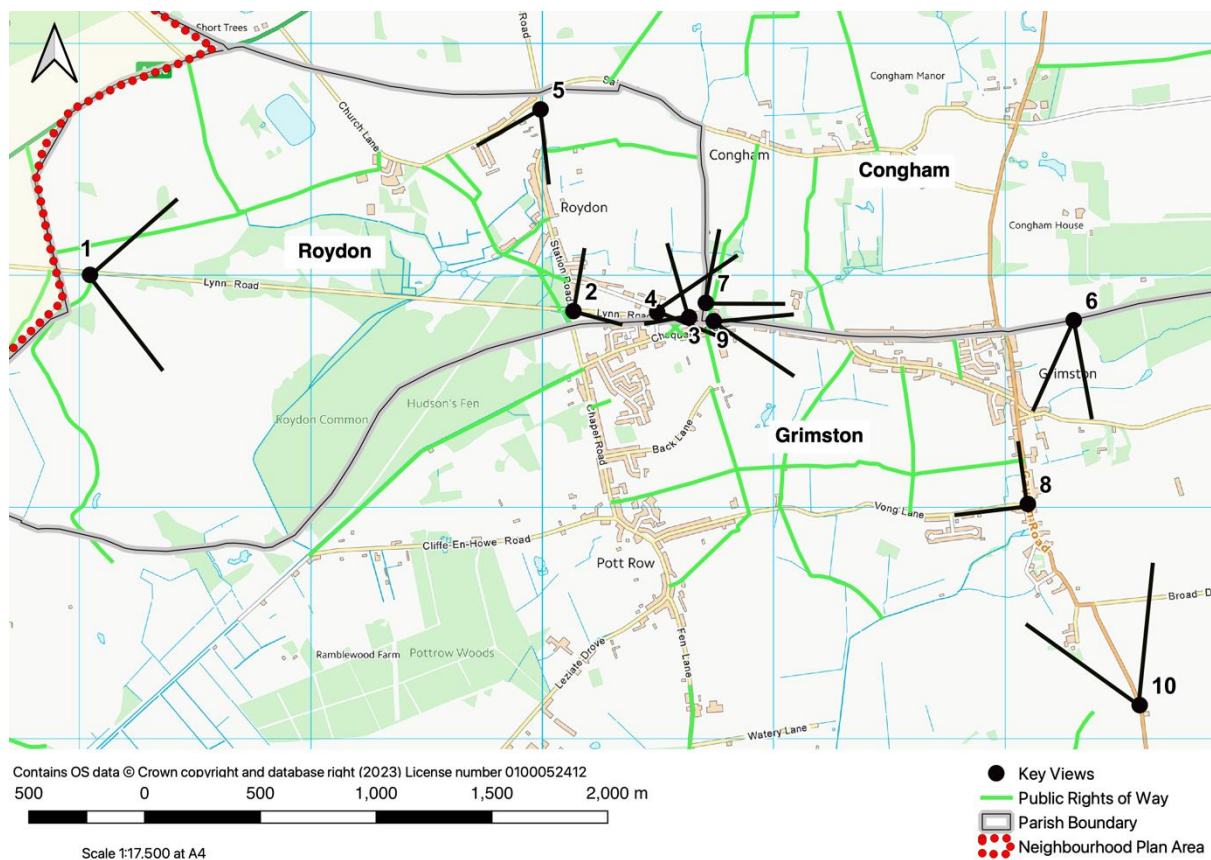 Short Trees
Road
Congham Manor
5
Church Lane
Congham
Congham
Roydon
Congham House
1
Roydon
Station Road
Lynn Road
2
4
7
6
Lynn Road
3
9
Grimston
Hudson's Fen
Roydon Common
Chapel Road
Back Lane
Grimston
8
Vong Lane
Road
Cliffe-En-Howe Road
Pott Row
Broad D
Ramblewood Farm
Pottrow Woods
Leziate Drove
Fen Lane
10
Watery Lane
Contains OS data © Crown copyright and database right (2023) License number 0100052412
500 0 500 1,000 1,500 2,000 m
Scale 1:17.500 at A4
Key Views
Public Rights of Way
Parish Boundary
Neighbourhood Plan Area